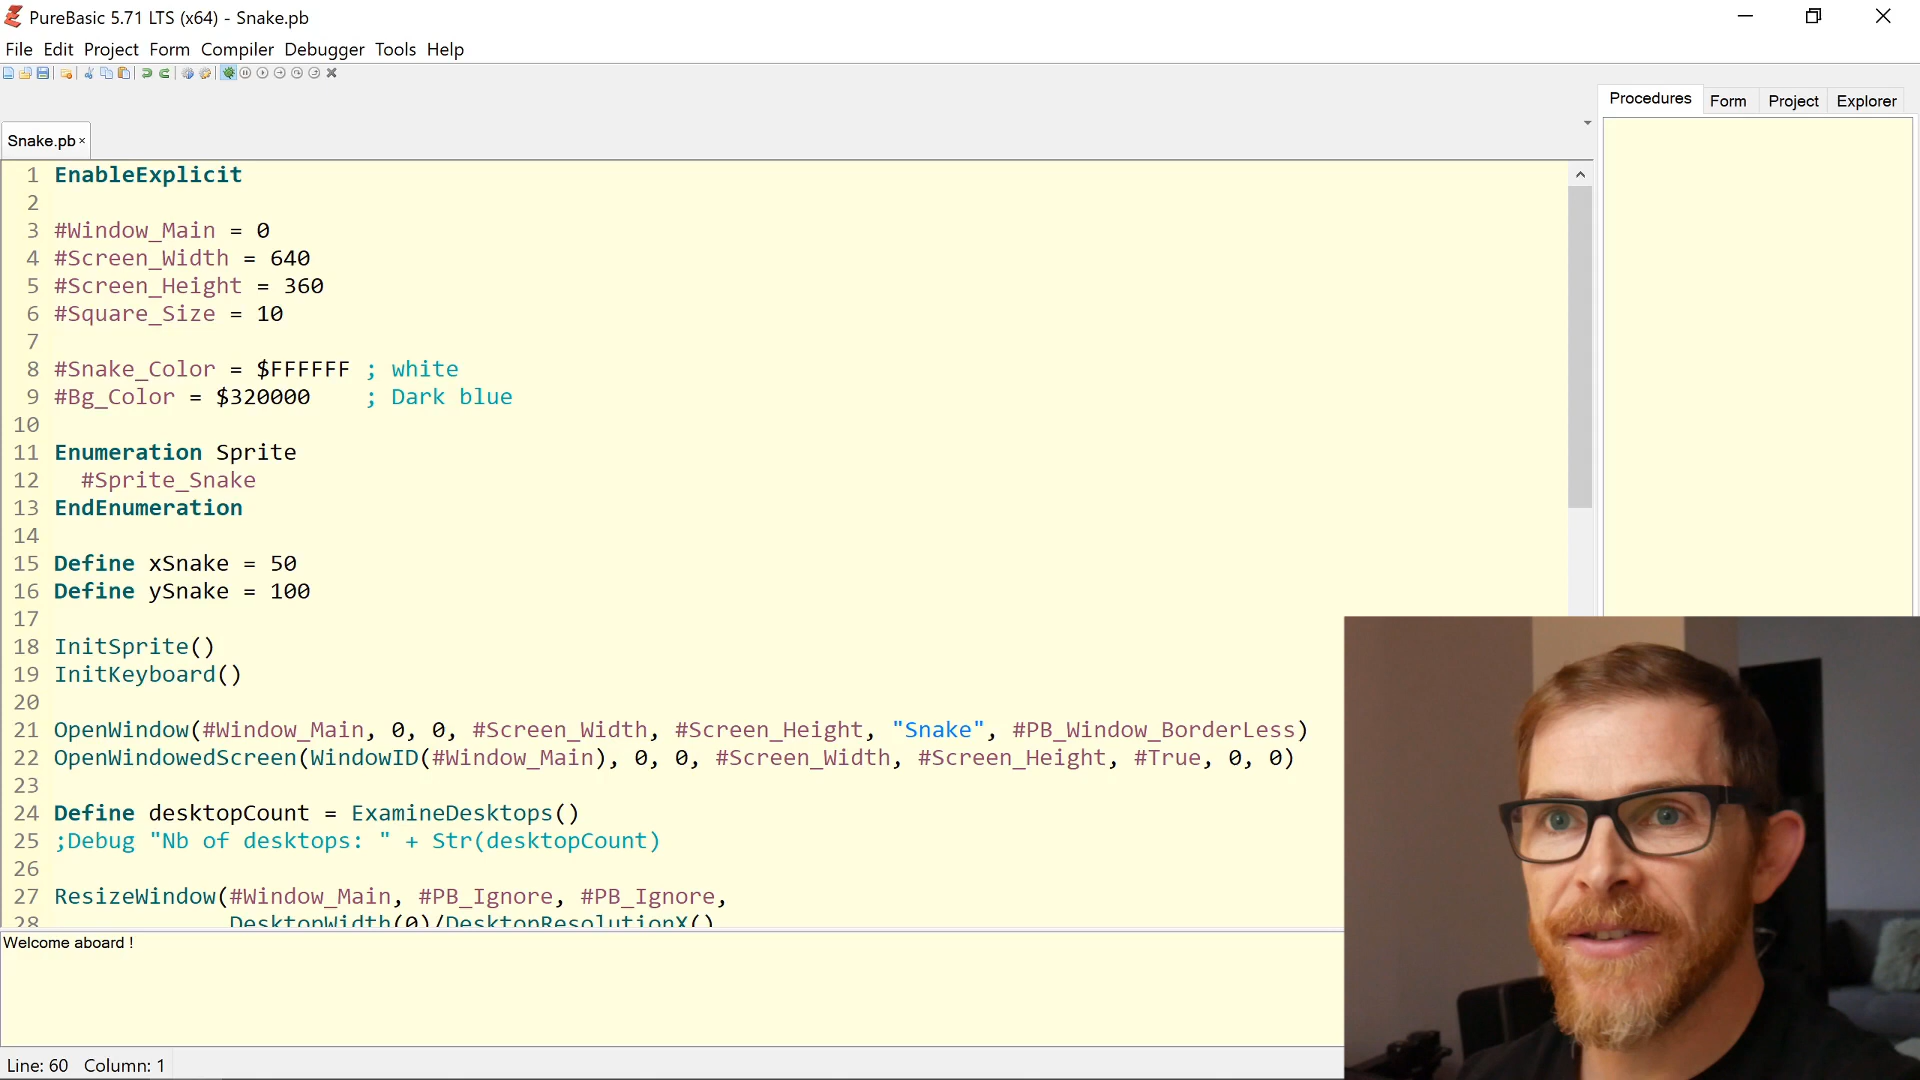 PureBasic 5.71 LTS (x64) - Snake.pb
File Edit Project Form Compiler Debugger Tools Help
Procedures Form Project Explorer
Snake.pb
1 EnableExplicit
2
3 #Window_Main = 0
4 #Screen_Width = 640
5 #Screen_Height = 360
6 #Square_Size = 10
7
8 #Snake_Color = $FFFFFF ; white
9 #Bg_Color = $320000 ; Dark blue
10
11 Enumeration Sprite
12 #Sprite_Snake
13 EndEnumeration
14
15 Define xSnake = 50
16 Define ySnake = 100
17
18 InitSprite()
19 InitKeyboard()
20
21 OpenWindow(#Window_Main, 0, 0, #Screen_Width, #Screen_Height, "Snake", #PB_Window_BorderLess)
22 OpenWindowedScreen(WindowID(#Window_Main), 0, 0, #Screen_Width, #Screen_Height, #True, 0, 0)
23
24 Define desktopCount = ExamineDesktops()
25 ;Debug "Nb of desktops: " + Str(desktopCount)
26
27 ResizeWindow(#Window_Main, #PB_Ignore, #PB_Ignore,
28 DesktopWidth(0)/DesktopResolutionX()
Welcome aboard !
Line: 60 Column: 1